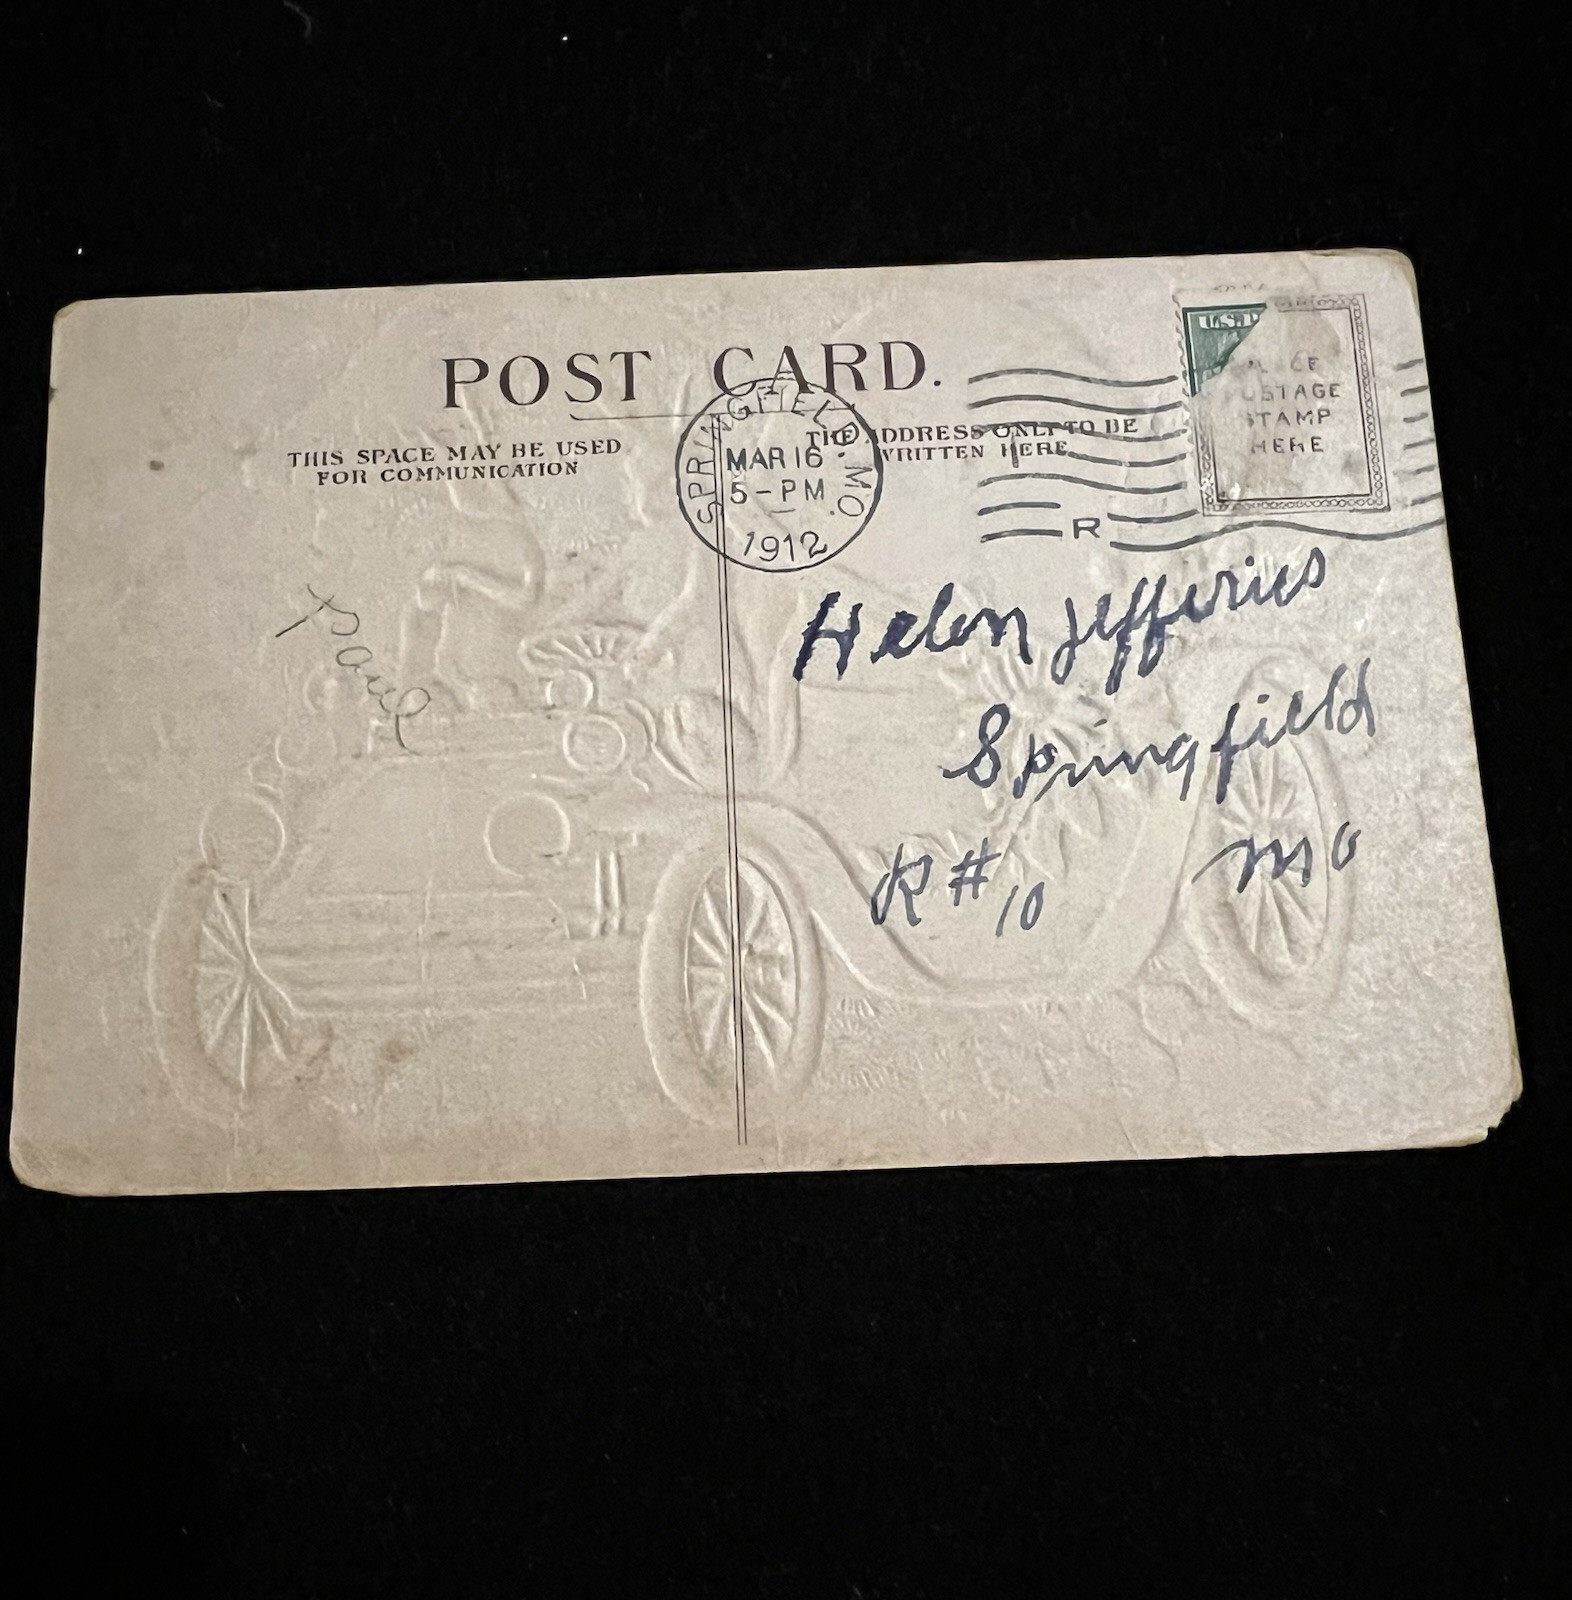 POST CARD.
THIS SPACE MAY BE USED
FOR COMMUNICATION
THE ADDRESS ONLY TO BE
WRITTEN HERE
SPRINGFIELD, MO.
MAR 16
5-PM
1912
R
U.S.P
PLACE
POSTAGE
STAMP
HERE
Helen Jefferies
Springfield
R # 10 Mo